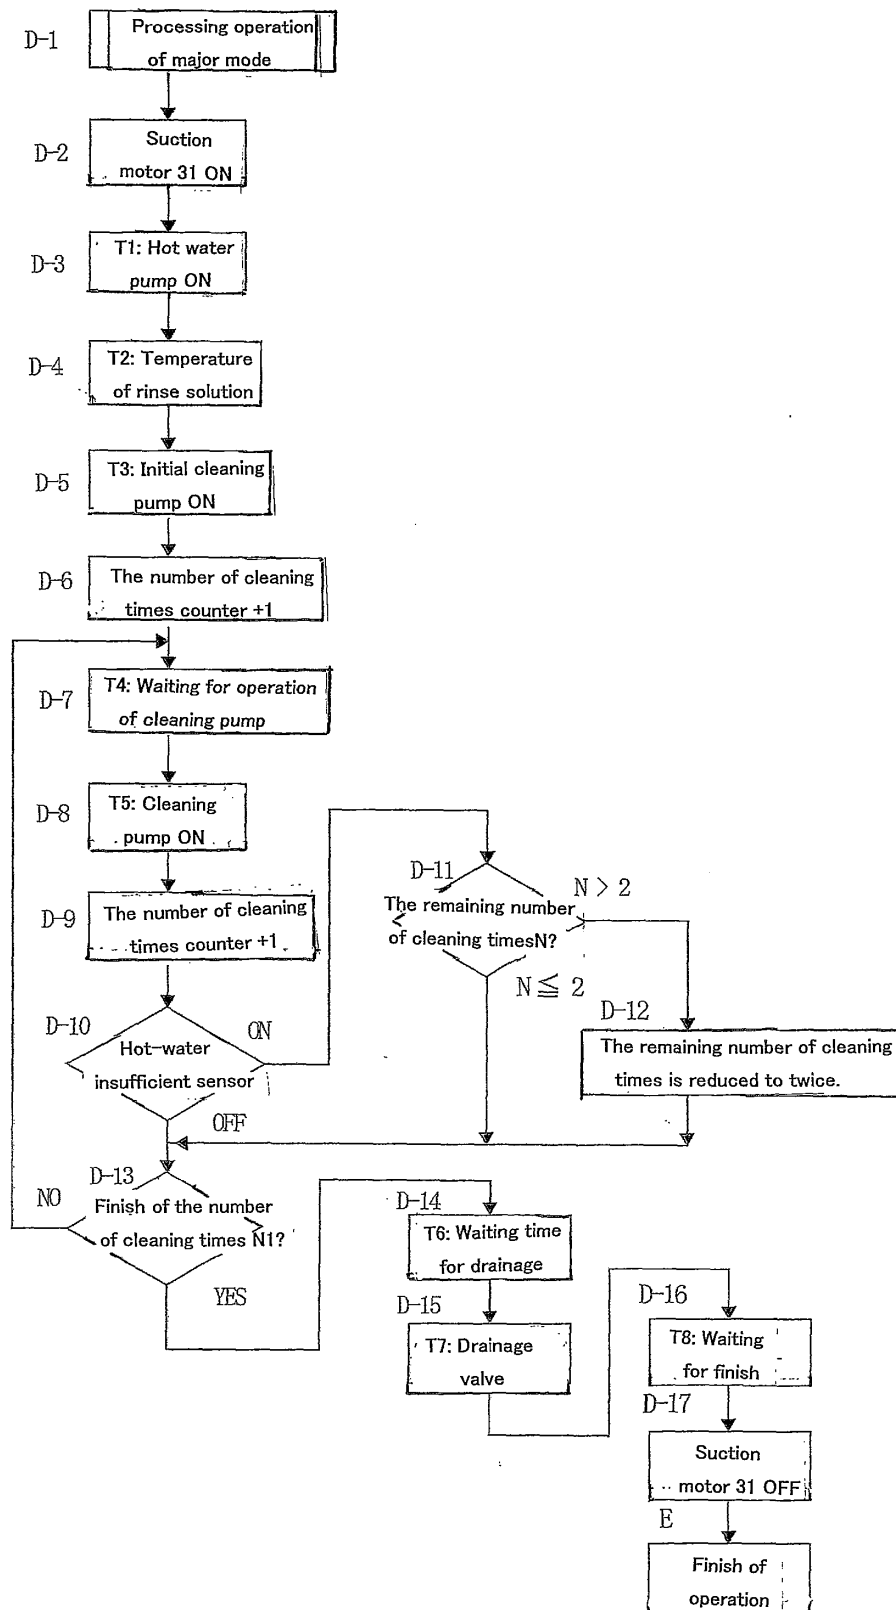 D-1
Processing operation
of major mode
D-2
Suction
motor 31 ON
D-3
T1: Hot water
pump ON
D-4
T2: Temperature
of rinse solution
D-5
T3: Initial cleaning
pump ON
D-6
The number of cleaning
times counter +1
D-7
T4: Waiting for operation
of cleaning pump
D-8
T5: Cleaning
pump ON
D-9
The number of cleaning
times counter +1
D-10
Hot-water
insufficient sensor
ON
OFF
D-11
The remaining number
of cleaning timesN?
N > 2
N ≦ 2
D-12
The remaining number of cleaning
times is reduced to twice.
D-13
Finish of the number
of cleaning times N1?
NO
YES
D-14
T6: Waiting time
for drainage
D-15
T7: Drainage
valve
D-16
T8: Waiting
for finish
D-17
Suction
motor 31 OFF
E
Finish of
operation